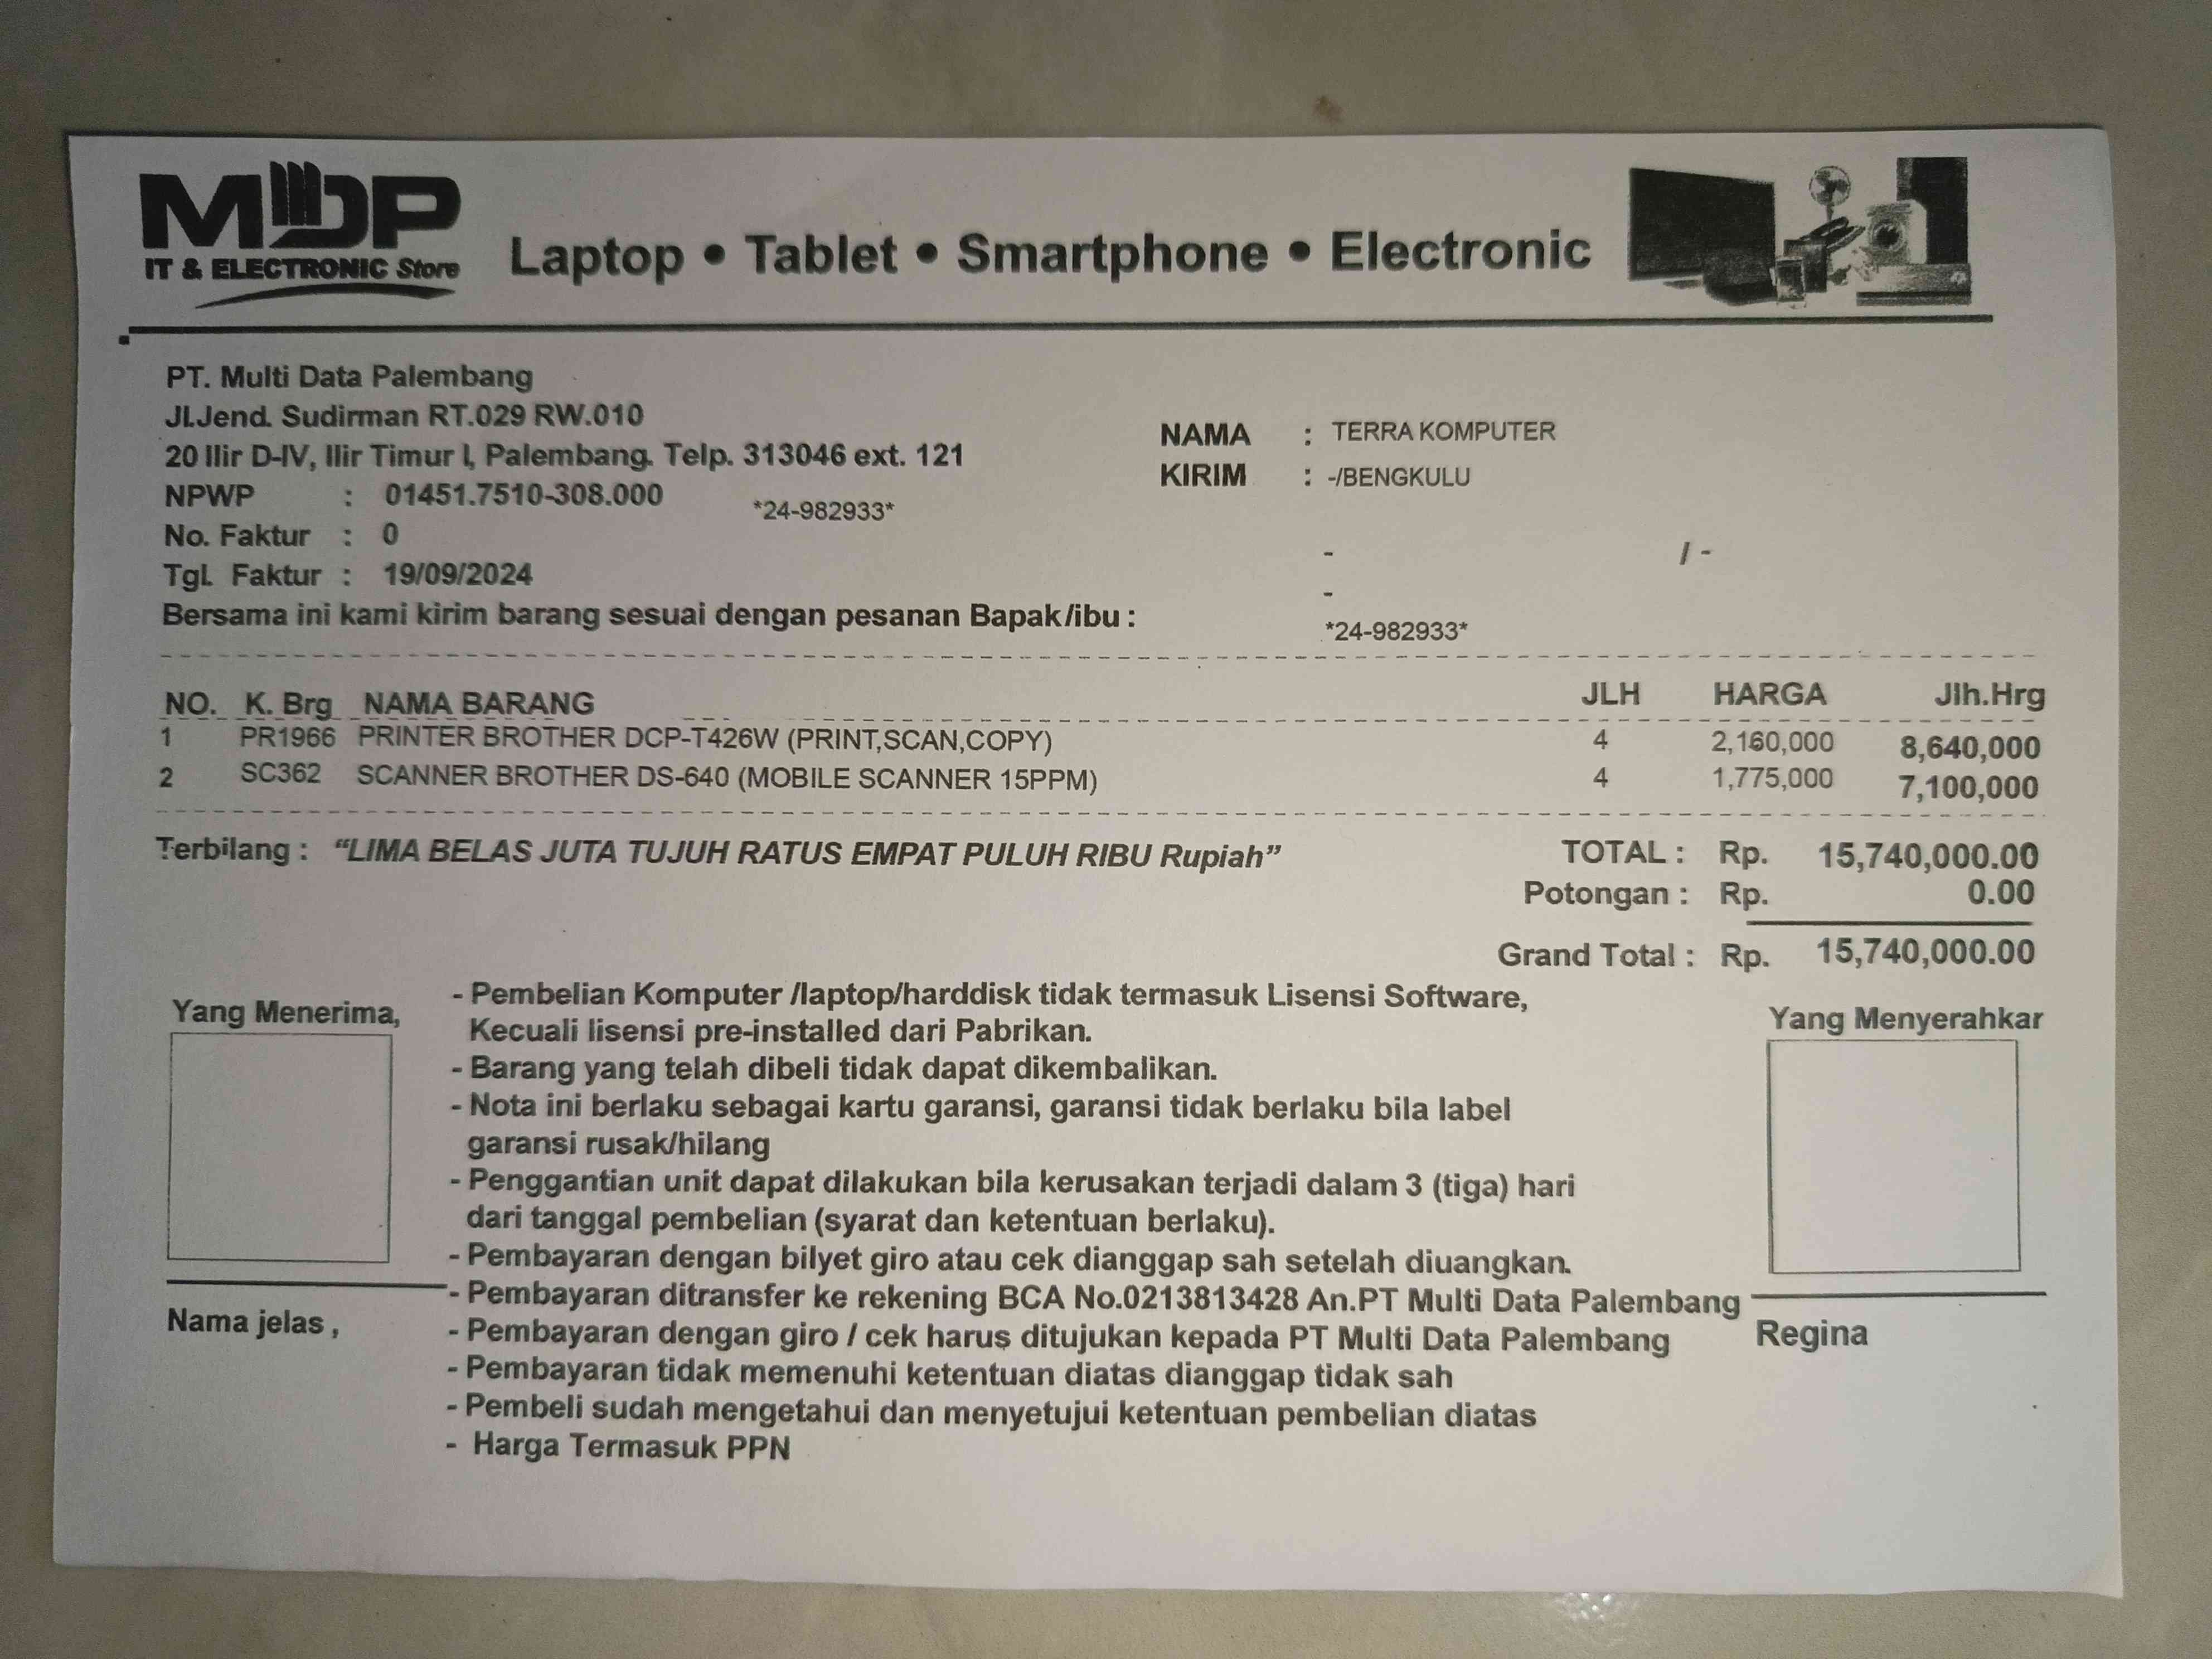 MDP
IT & ELECTRONIC Store
Laptop • Tablet • Smartphone • Electronic
PT. Multi Data Palembang
Jl.Jend. Sudirman RT.029 RW.010
20 Ilir D-IV, Ilir Timur I, Palembang. Telp. 313046 ext. 121
NPWP : 01451.7510-308.000 *24-982933*
No. Faktur : 0
Tgl. Faktur : 19/09/2024
Bersama ini kami kirim barang sesuai dengan pesanan Bapak/ibu :
NAMA : TERRA KOMPUTER
KIRIM : -/BENGKULU
- / -
-
*24-982933*
NO. K. Brg NAMA BARANG JLH HARGA Jlh.Hrg
1 PR1966 PRINTER BROTHER DCP-T426W (PRINT,SCAN,COPY) 4 2,160,000 8,640,000
2 SC362 SCANNER BROTHER DS-640 (MOBILE SCANNER 15PPM) 4 1,775,000 7,100,000
Terbilang : "LIMA BELAS JUTA TUJUH RATUS EMPAT PULUH RIBU Rupiah"
TOTAL : Rp. 15,740,000.00
Potongan : Rp. 0.00
Grand Total : Rp. 15,740,000.00
Yang Menerima,
Nama jelas ,
- Pembelian Komputer /laptop/harddisk tidak termasuk Lisensi Software,
Kecuali lisensi pre-installed dari Pabrikan.
- Barang yang telah dibeli tidak dapat dikembalikan.
- Nota ini berlaku sebagai kartu garansi, garansi tidak berlaku bila label
garansi rusak/hilang
- Penggantian unit dapat dilakukan bila kerusakan terjadi dalam 3 (tiga) hari
dari tanggal pembelian (syarat dan ketentuan berlaku).
- Pembayaran dengan bilyet giro atau cek dianggap sah setelah diuangkan.
- Pembayaran ditransfer ke rekening BCA No.0213813428 An.PT Multi Data Palembang
- Pembayaran dengan giro / cek harus ditujukan kepada PT Multi Data Palembang
- Pembayaran tidak memenuhi ketentuan diatas dianggap tidak sah
- Pembeli sudah mengetahui dan menyetujui ketentuan pembelian diatas
- Harga Termasuk PPN
Yang Menyerahkar
Regina